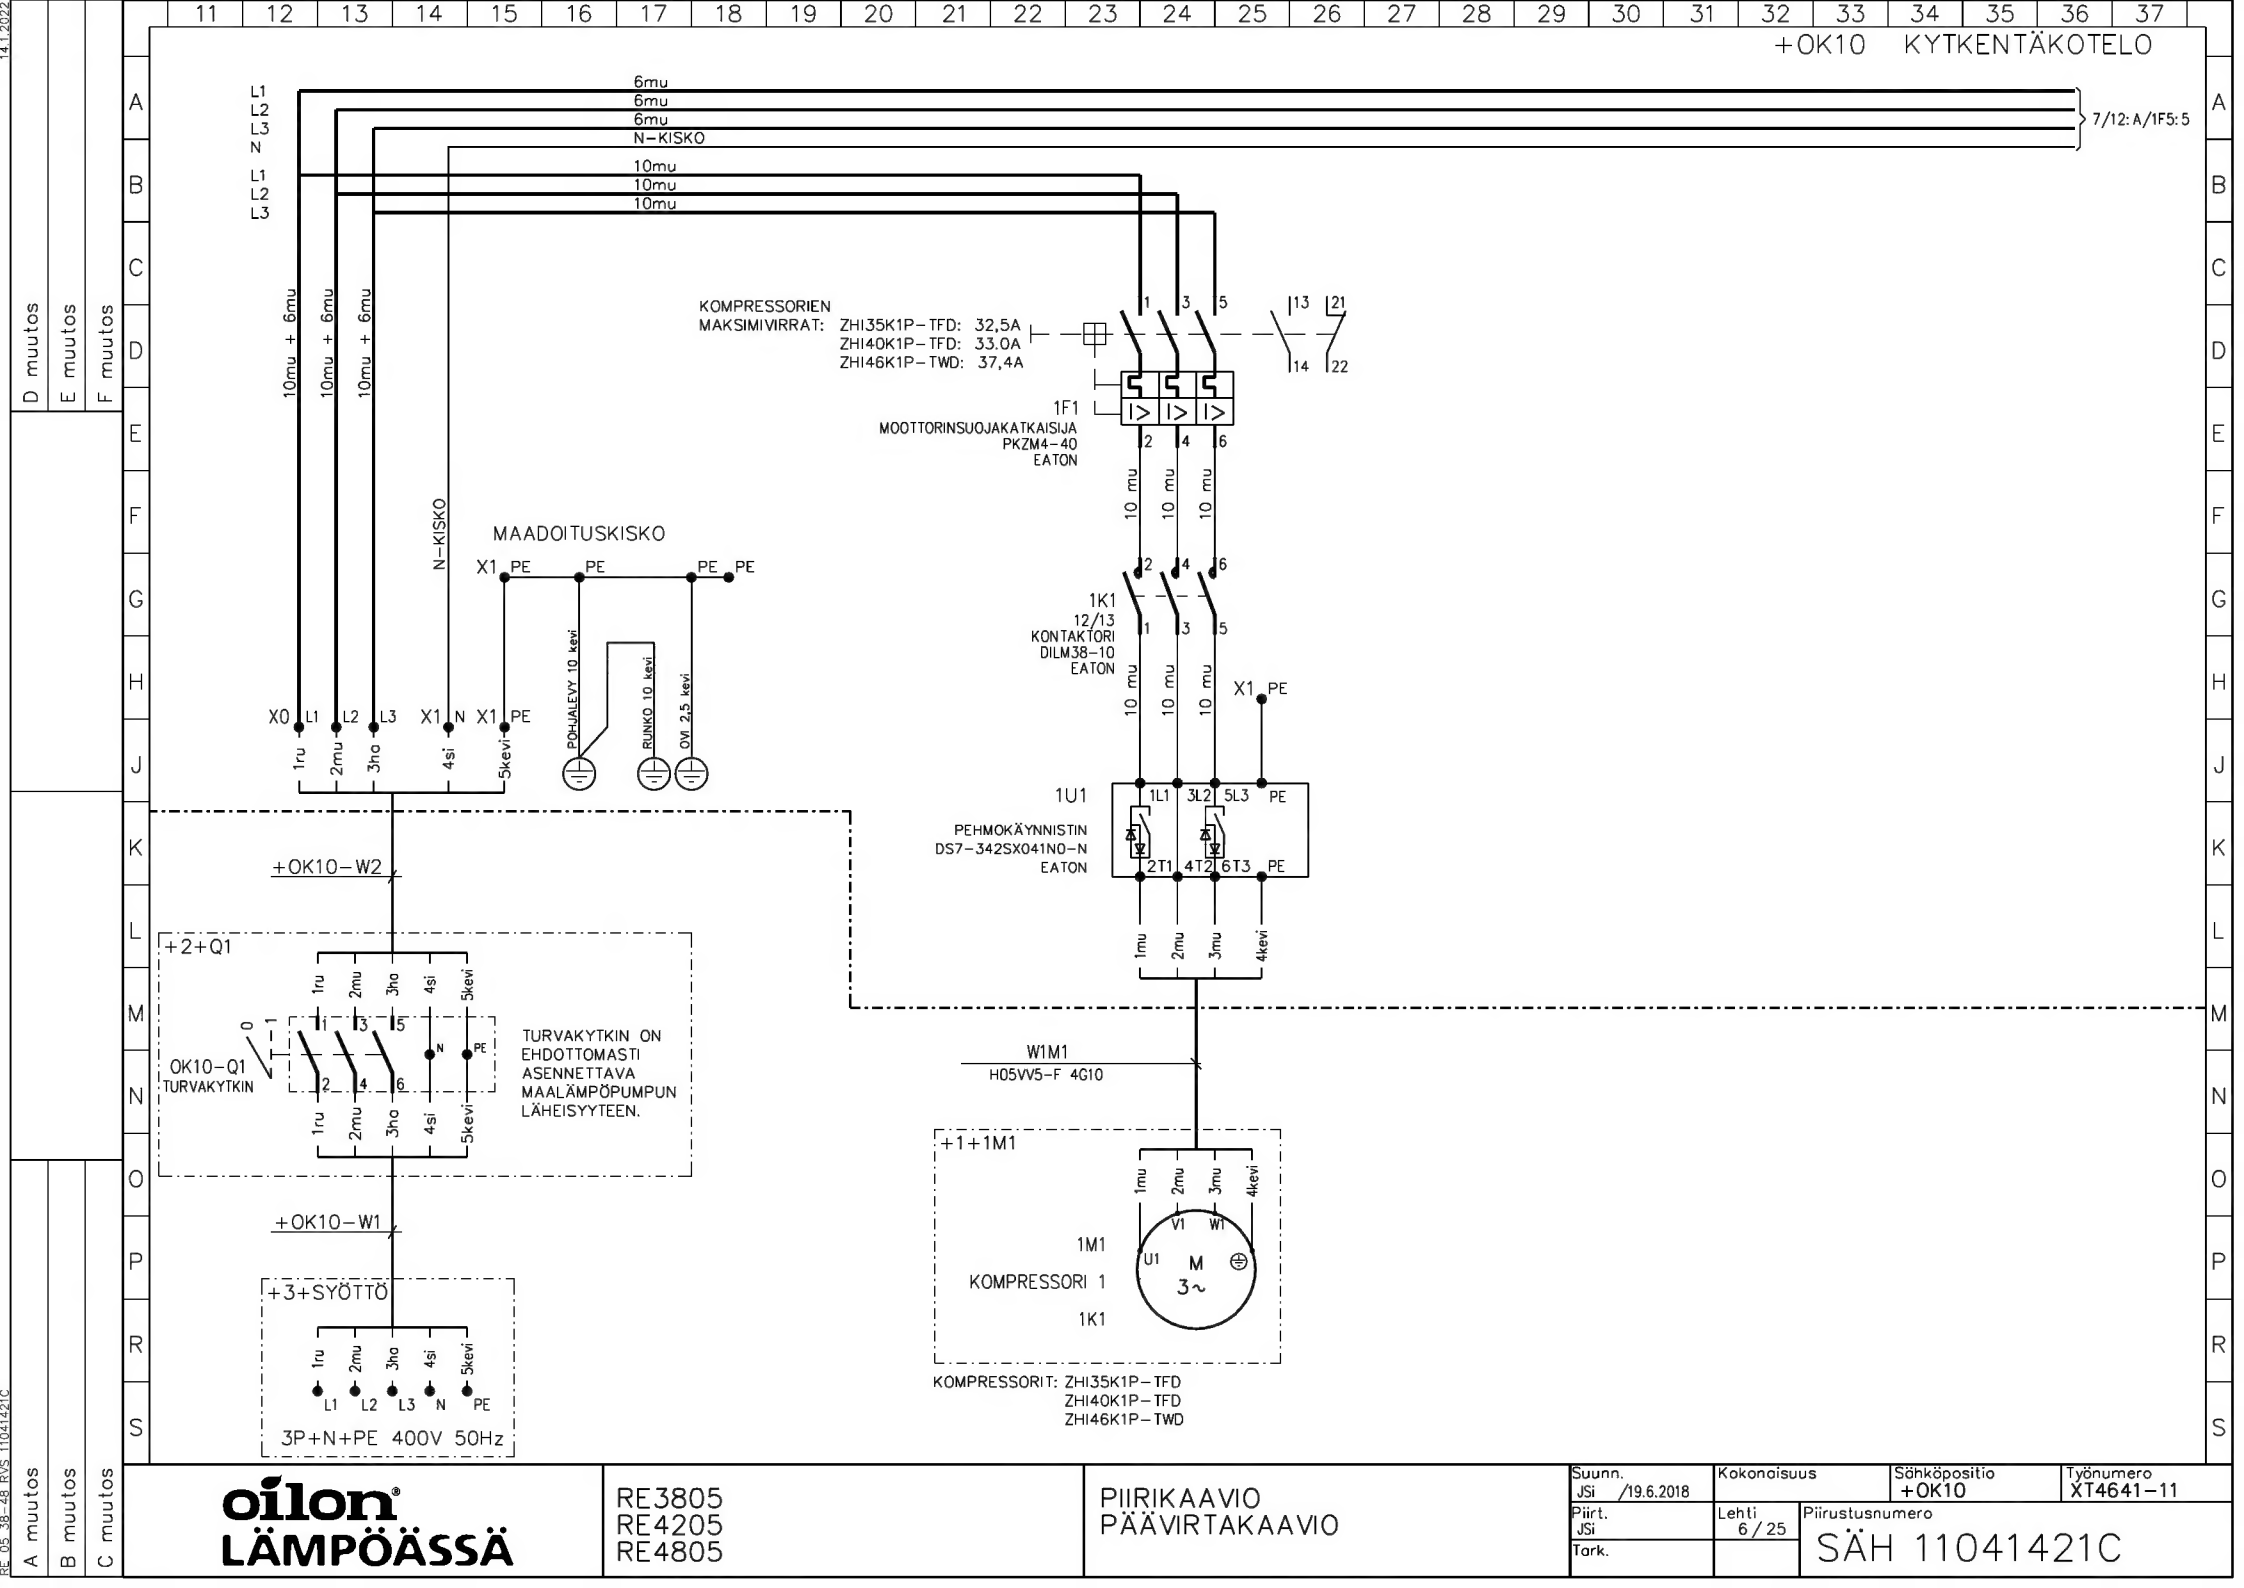 11 12 13 14 15 16 17 18 19 20 21 22 23 24 25 26 27 28 29 30 31 32 33 34 35 36 37
14.1.2022
+OK10 KYTKENTÄKOTELO
A
B
C
D
E
F
G
H
J
K
L
M
N
O
P
R
S
A
B
C
D
E
F
G
H
J
K
L
M
N
O
P
R
S
D muutos
E muutos
F muutos
A muutos
B muutos
C muutos
RE 05 38-48 RVS 11041421C
L1
L2
L3
N
6mu
6mu
6mu
N-KISKO
7/12:A/1F5:5
L1
L2
L3
10mu
10mu
10mu
10mu + 6mu
10mu + 6mu
10mu + 6mu
N-KISKO
KOMPRESSORIEN
MAKSIMIVIRRAT: ZHI35K1P-TFD: 32,5A
ZHI40K1P-TFD: 33.0A
ZHI46K1P-TWD: 37,4A
1 3 5 13 21
14 22
1F1
I> I> I>
MOOTTORINSUOJAKATKAISIJA
PKZM4-40
EATON
2 4 6
10 mu 10 mu 10 mu
MAADOITUSKISKO
X1 PE PE PE PE
POHJALEVY 10 kevi
RUNKO 10 kevi
OVI 2,5 kevi
2 4 6
1K1
12/13
KONTAKTORI
DILM38-10
EATON
1 3 5
10 mu 10 mu 10 mu
X1 PE
X0 L1 L2 L3 X1 N X1 PE
1ru 2mu 3ha 4si 5kevi
1U1
1L1 3L2 5L3 PE
PEHMOKÄYNNISTIN
DS7-342SX041N0-N
EATON
2T1 4T2 6T3 PE
1mu 2mu 3mu 4kevi
+OK10-W2
+2+Q1
1ru 2mu 3ha 4si 5kevi
0 1
1 3 5 N PE
OK10-Q1
TURVAKYTKIN
2 4 6
1ru 2mu 3ha 4si 5kevi
TURVAKYTKIN ON
EHDOTTOMASTI
ASENNETTAVA
MAALÄMPÖPUMPUN
LÄHEISYYTEEN.
+OK10-W1
+3+SYÖTTÖ
1ru 2mu 3ha 4si 5kevi
L1 L2 L3 N PE
3P+N+PE 400V 50Hz
W1M1
H05VV5-F 4G10
+1+1M1
1mu 2mu 3mu 4kevi
V1 W1
U1 M
3~
1M1
KOMPRESSORI 1
1K1
KOMPRESSORIT: ZHI35K1P-TFD
ZHI40K1P-TFD
ZHI46K1P-TWD
oilon®
LÄMPÖÄSSÄ
RE3805
RE4205
RE4805
PIIRIKAAVIO
PÄÄVIRTAKAAVIO
Suunn.
JSi /19.6.2018
Piirt.
JSi
Tark.
Kokonaisuus
Lehti
6/25
Sähköpositio
+OK10
Työnumero
XT4641-11
Piirustusnumero
SÄH 11041421C